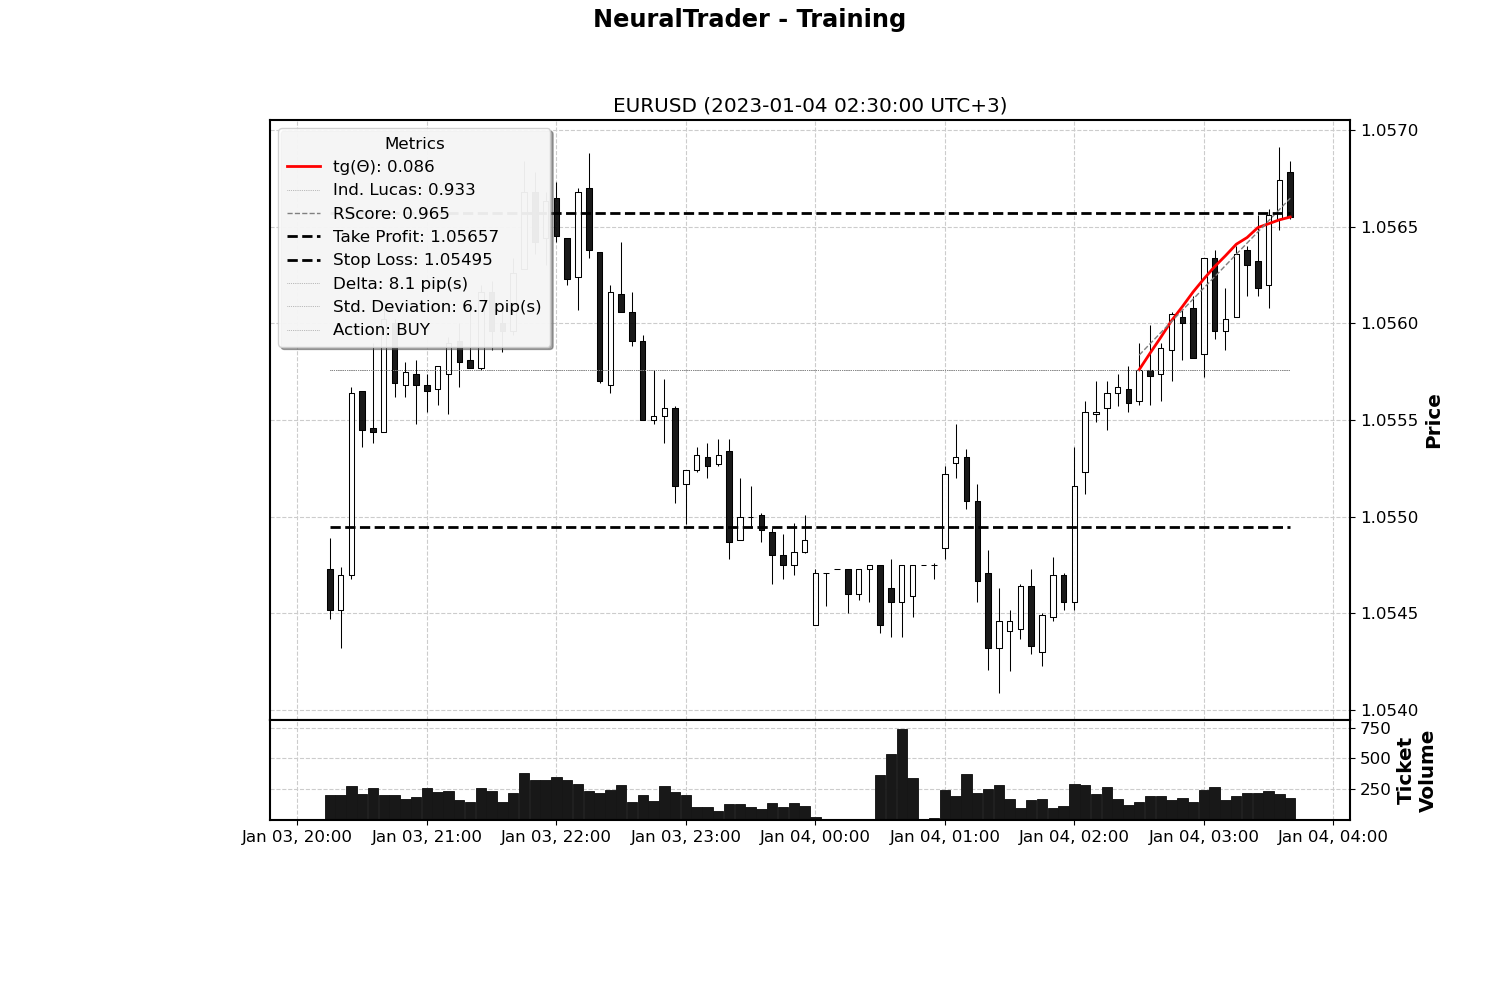 NeuralTrader - Training
EURUSD (2023-01-04 02:30:00 UTC+3)
Metrics
tg(Θ): 0.086
Ind. Lucas: 0.933
RScore: 0.965
Take Profit: 1.05657
Stop Loss: 1.05495
Delta: 8.1 pip(s)
Std. Deviation: 6.7 pip(s)
Action: BUY
1.0570
1.0565
1.0560
1.0555
1.0550
1.0545
1.0540
Price
750
500
250
Ticket
Volume
Jan 03, 20:00
Jan 03, 21:00
Jan 03, 22:00
Jan 03, 23:00
Jan 04, 00:00
Jan 04, 01:00
Jan 04, 02:00
Jan 04, 03:00
Jan 04, 04:00